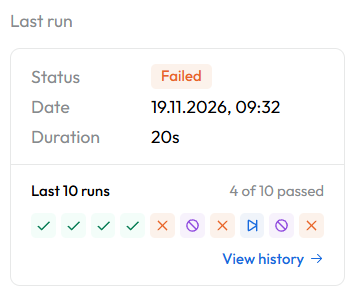 Last run
Status Failed
Date 19.11.2026, 09:32
Duration 20s
Last 10 runs 4 of 10 passed
View history →